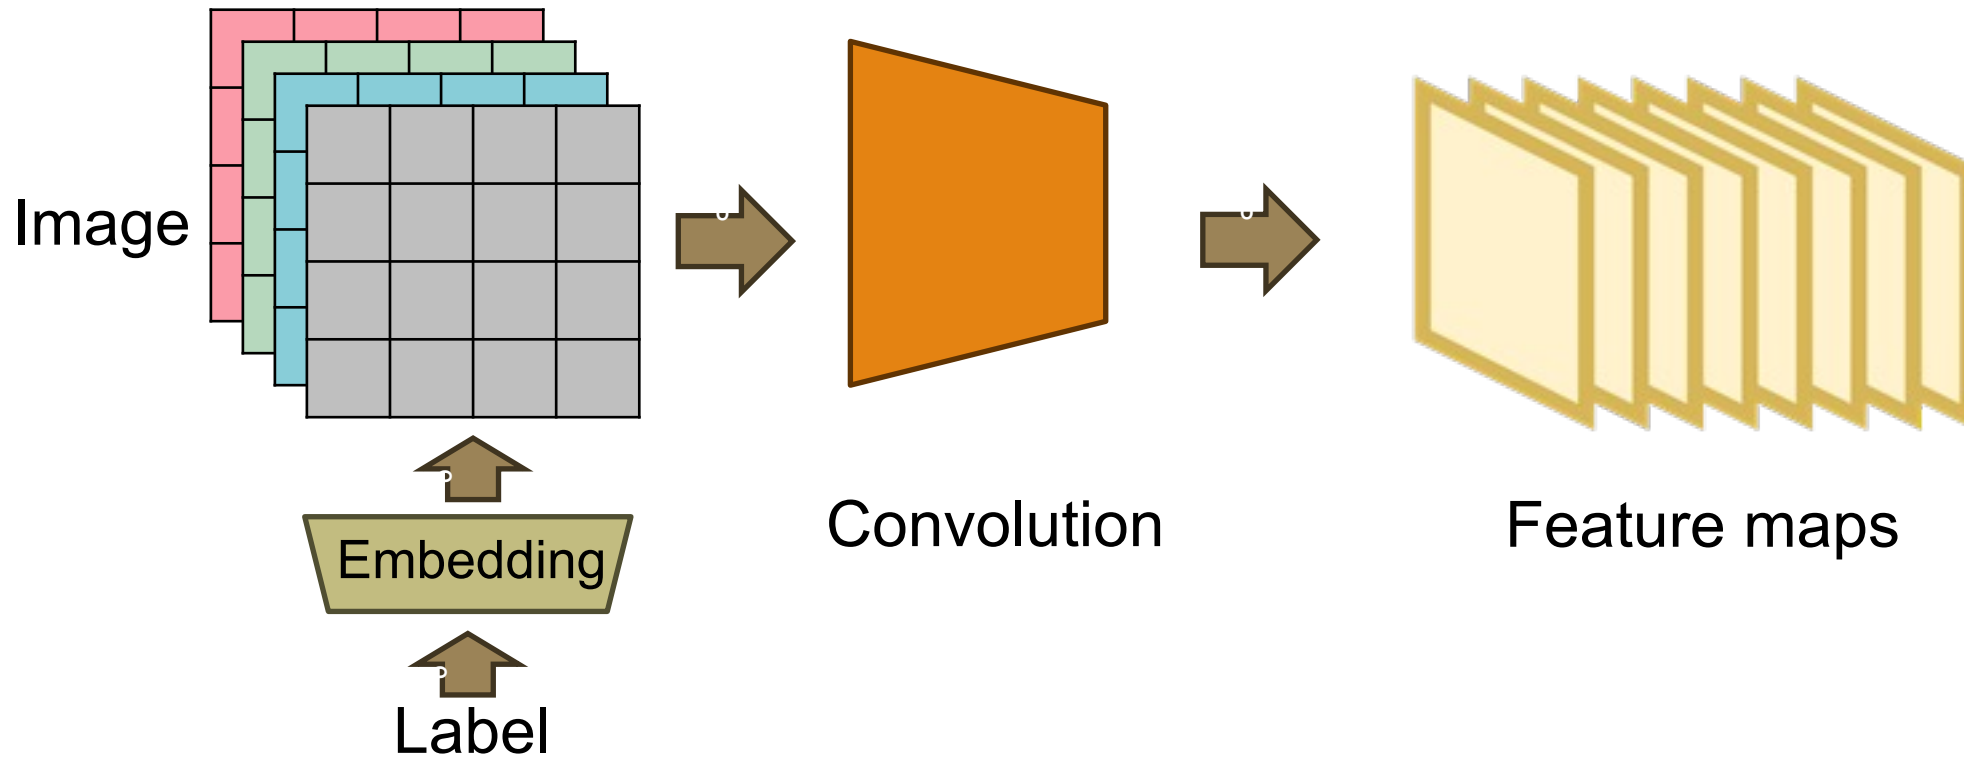 Image
Convolution
Feature maps
Embedding
Label